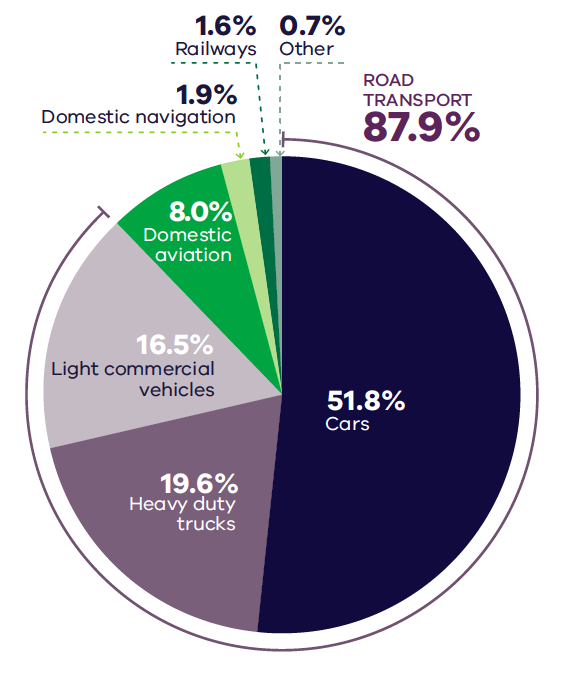 1.6%
Railways
0.7%
Other
1.9%
Domestic navigation
ROAD
TRANSPORT
87.9%
8.0%
Domestic
aviation
16.5%
Light commercial
vehicles
51.8%
Cars
19.6%
Heavy duty
trucks